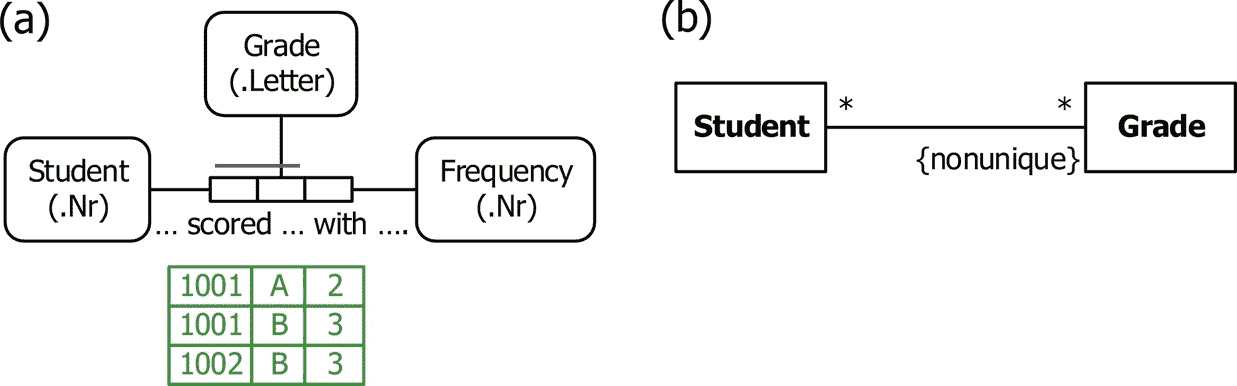 (a)
Grade
(.Letter)
Student
(.Nr)
Frequency
(.Nr)
... scored ... with ....
1001 A 2
1001 B 3
1002 B 3
(b)
Student
*
*
Grade
{nonunique}